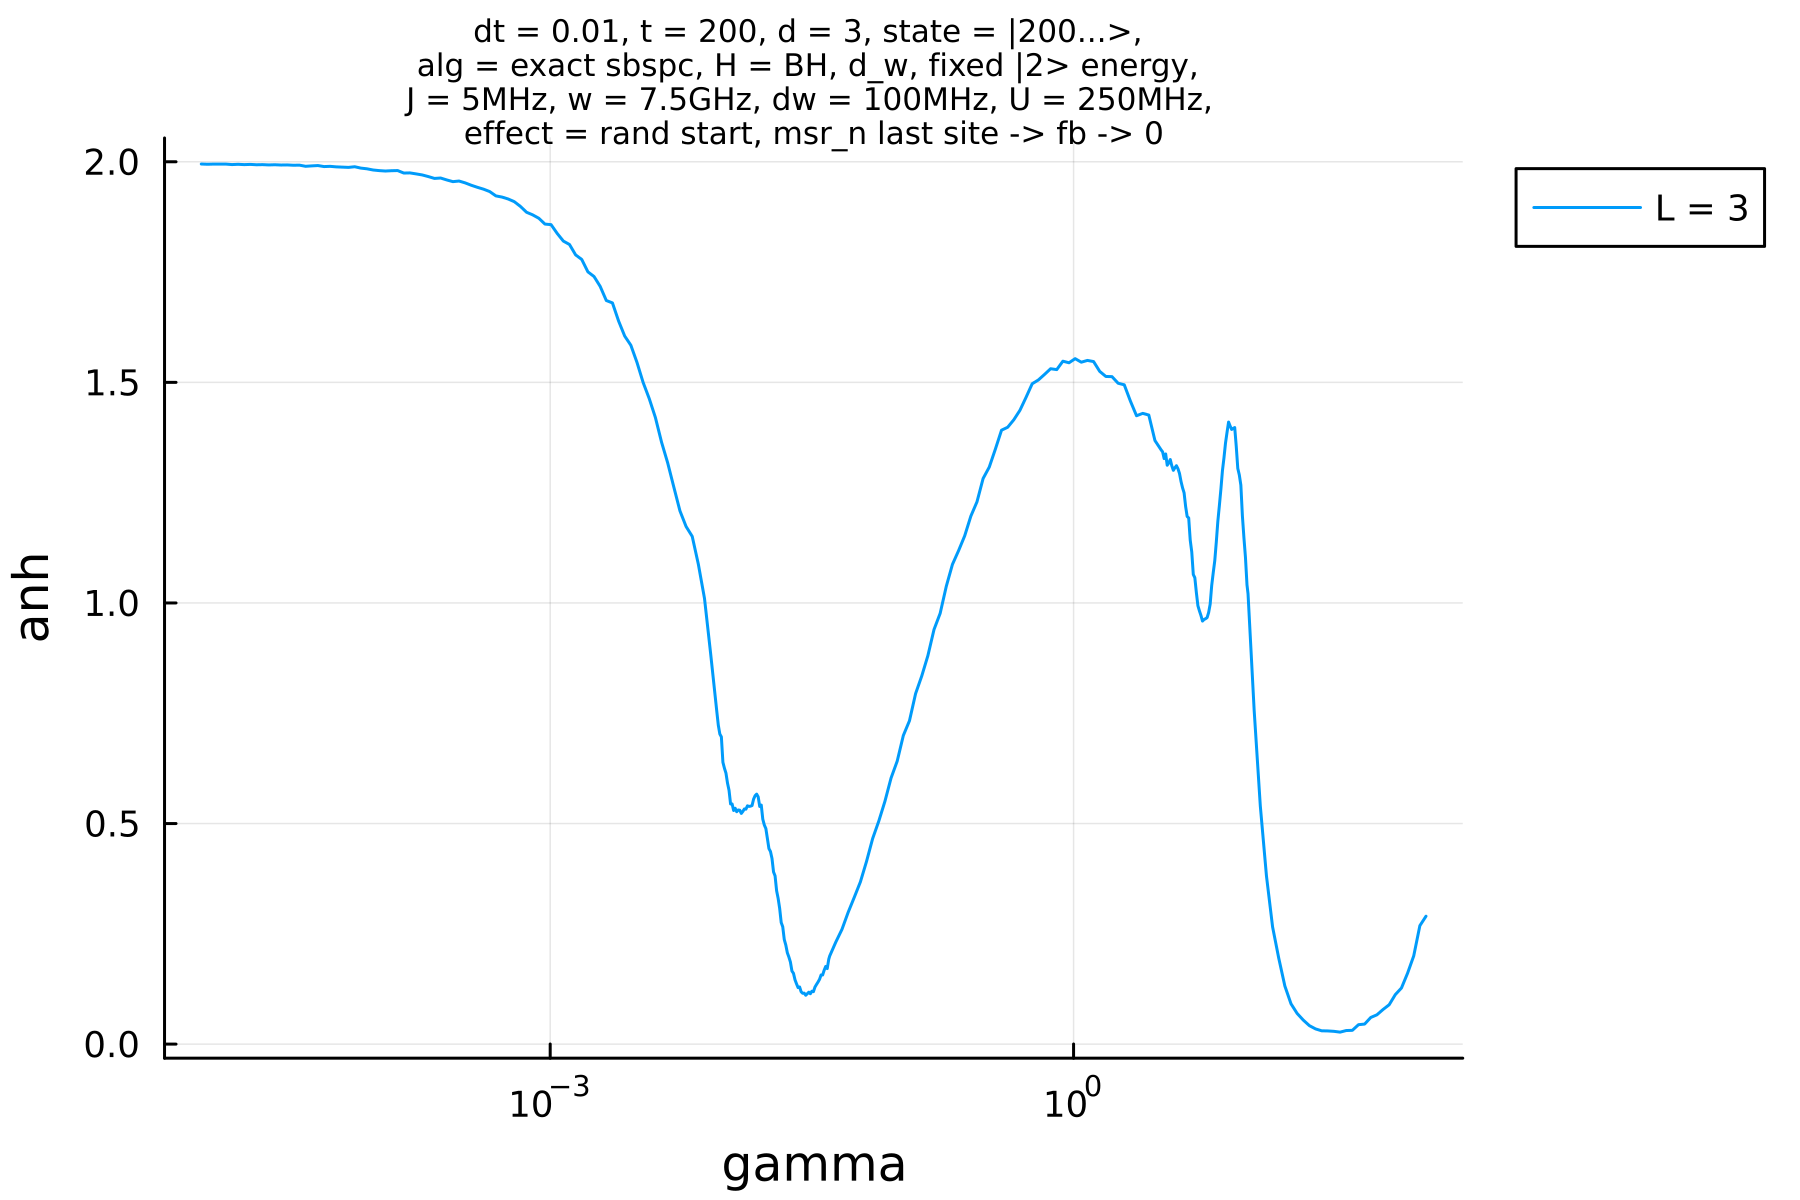 dt = 0.01, t = 200, d = 3, state = |200...>,
alg = exact sbspc, H = BH, d_w, fixed |2> energy,
J = 5MHz, w = 7.5GHz, dw = 100MHz, U = 250MHz,
effect = rand start, msr_n last site -> fb -> 0
2.0
1.5
1.0
0.5
0.0
anh
10⁻³
10⁰
gamma
L = 3